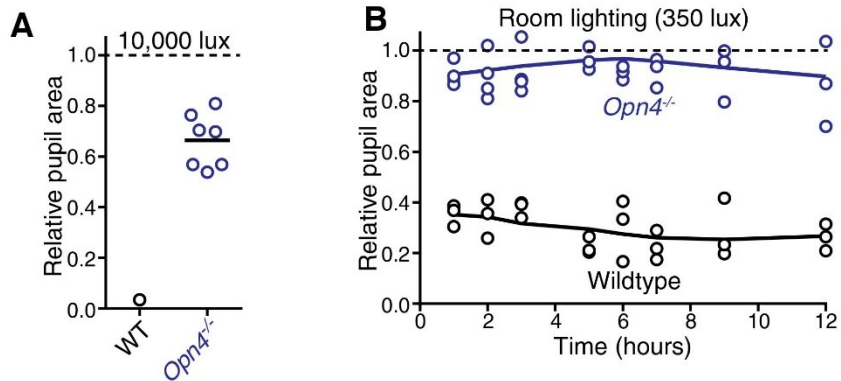 A
10,000 lux
Relative pupil area
1.0
0.8
0.6
0.4
0.2
0.0
WT
Opn4-/-
B
Room lighting (350 lux)
Relative pupil area
1.0
0.8
0.6
0.4
0.2
0.0
Opn4-/-
Wildtype
0 2 4 6 8 10 12
Time (hours)